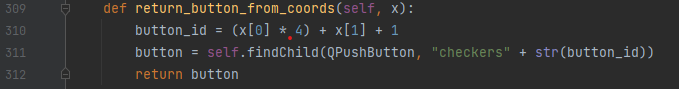 309 def return_button_from_coords(self, x):
310 button_id = (x[0] * 4) + x[1] + 1
311 button = self.findChild(QPushButton, "checkers" + str(button_id))
312 return button